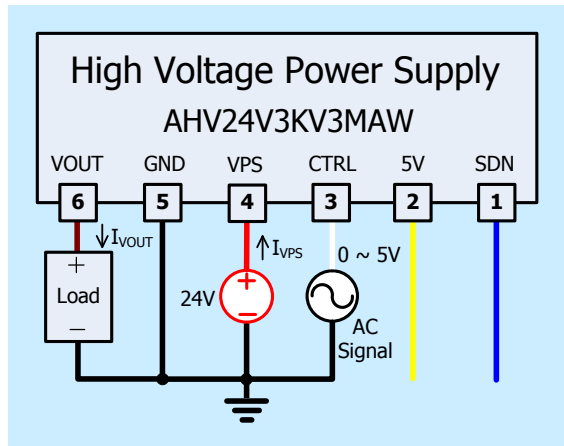 High Voltage Power Supply
AHV24V3KV3MAW
VOUT GND VPS CTRL 5V SDN
6 5 4 3 2 1
IVOUT
IVPS
0 ~ 5V
+
Load
−
24V
+
−
AC
Signal